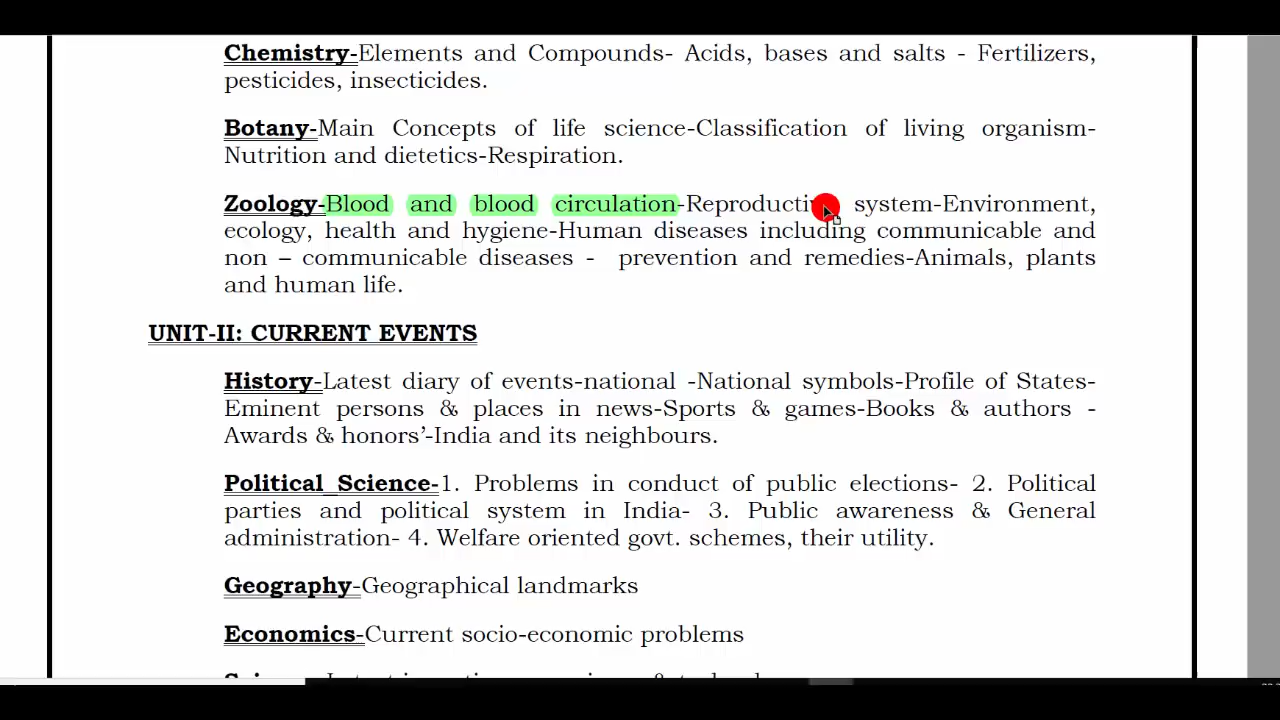 Chemistry-Elements and Compounds- Acids, bases and salts - Fertilizers,
pesticides, insecticides.
Botany-Main Concepts of life science-Classification of living organism-
Nutrition and dietetics-Respiration.
Zoology-Blood and blood circulation-Reproductive system-Environment,
ecology, health and hygiene-Human diseases including communicable and
non – communicable diseases - prevention and remedies-Animals, plants
and human life.
UNIT-II: CURRENT EVENTS
History-Latest diary of events-national -National symbols-Profile of States-
Eminent persons & places in news-Sports & games-Books & authors -
Awards & honors’-India and its neighbours.
Political Science-1. Problems in conduct of public elections- 2. Political
parties and political system in India- 3. Public awareness & General
administration- 4. Welfare oriented govt. schemes, their utility.
Geography-Geographical landmarks
Economics-Current socio-economic problems